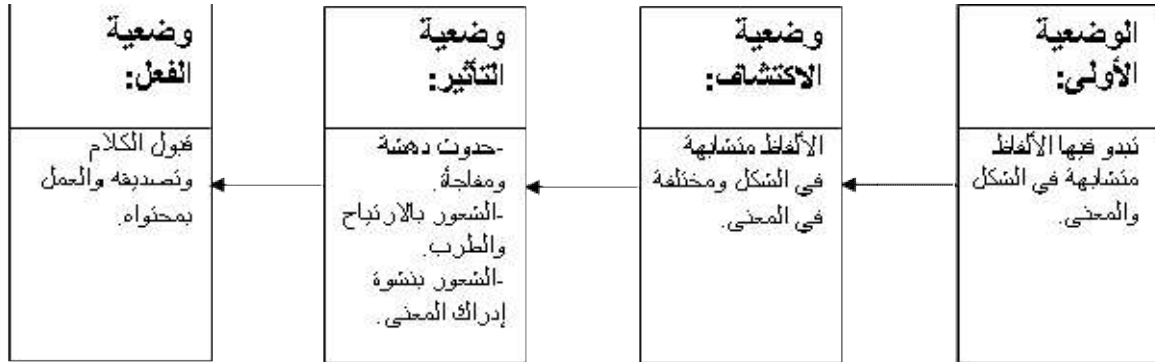 الوضعية
الأولى:
تبدو فيها الألفاظ
متشابهة في الشكل
والمعنى.
وضعية
الاكتشاف:
الألفاظ متشابهة
في الشكل ومختلفة
في المعنى.
وضعية
التأثير:
-حدوث دهشة
ومفاجأة.
-الشعور بالارتياح
والطرب.
-الشعور بنشوة
إدراك المعنى.
وضعية
الفعل:
قبول الكلام
وتصديقه والعمل
بمحتواه.